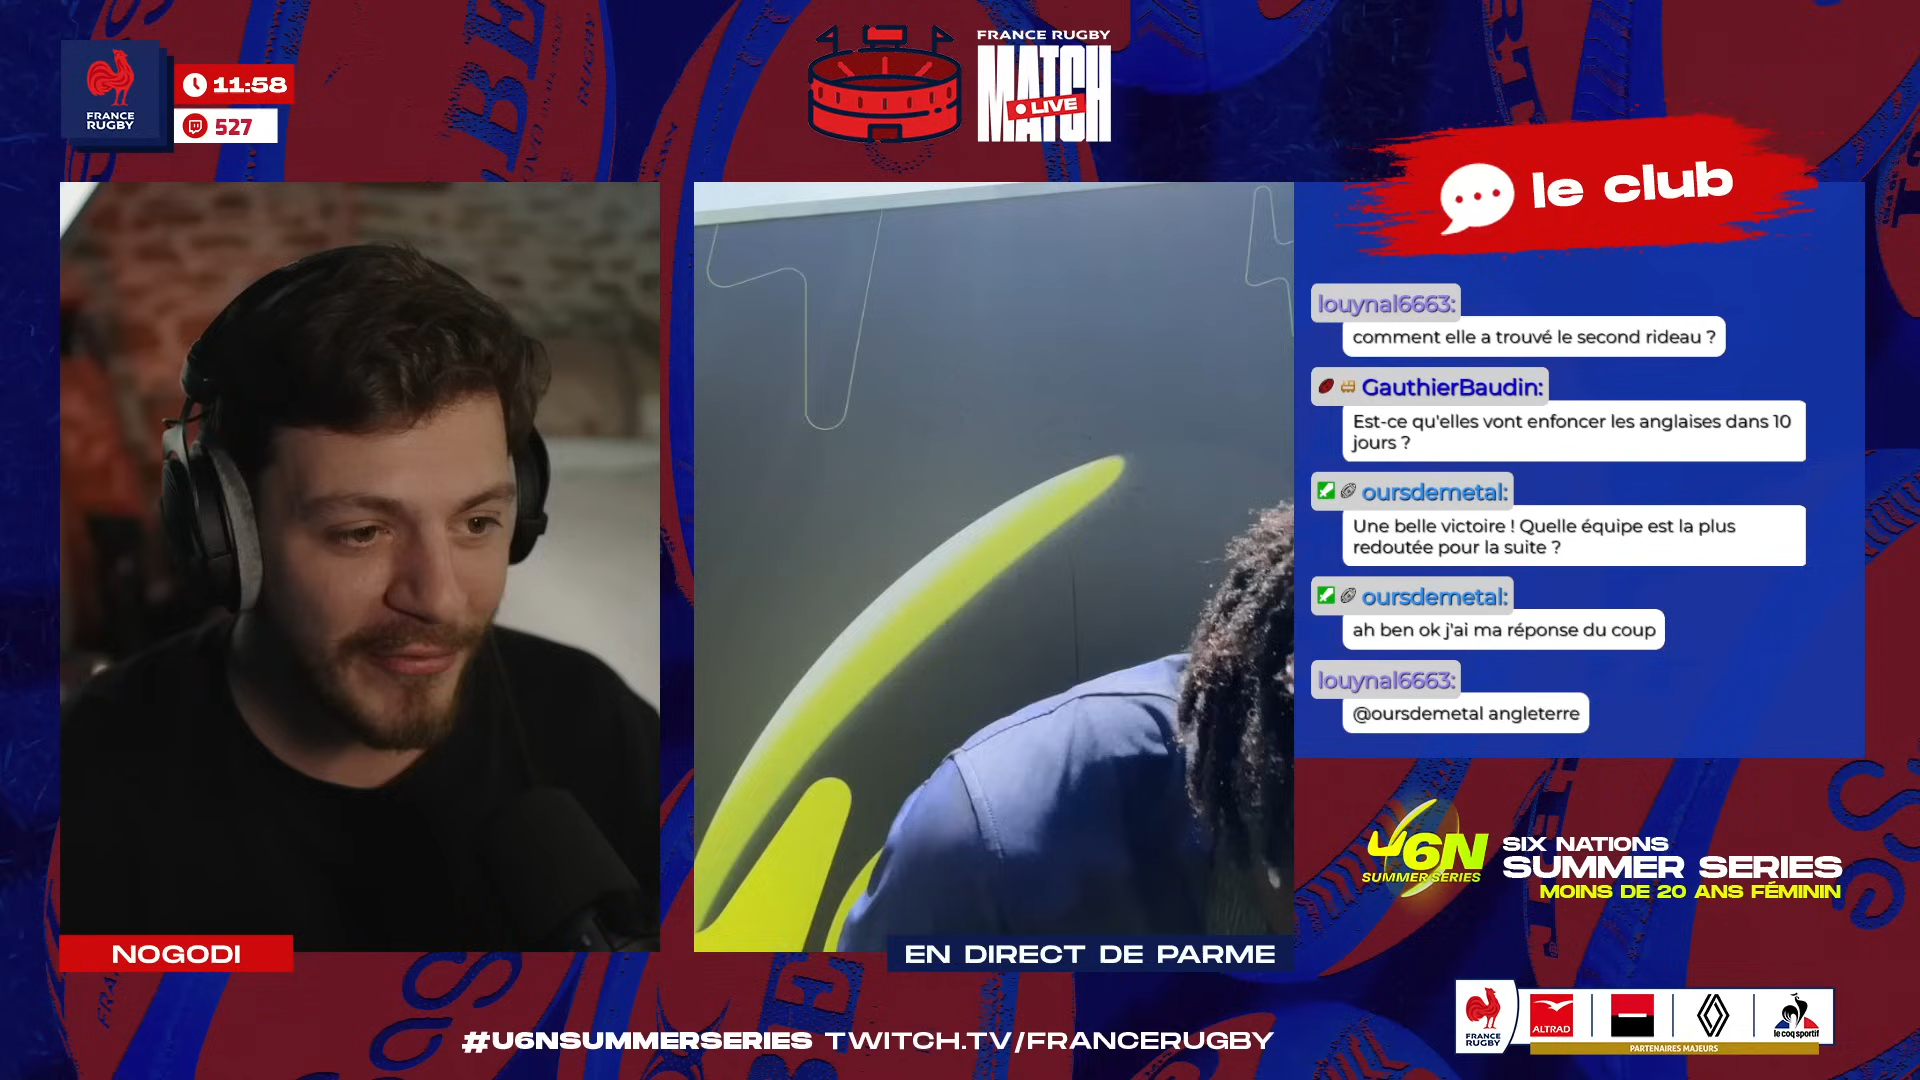 FRANCE
RUGBY
11:58
527
FRANCE RUGBY
MATCH
LIVE
le club
louynal6663:
comment elle a trouvé le second rideau ?
GauthierBaudin:
Est-ce qu'elles vont enfoncer les anglaises dans 10
jours ?
oursdemetal:
Une belle victoire ! Quelle équipe est la plus
redoutée pour la suite ?
oursdemetal:
ah ben ok j'ai ma réponse du coup
louynal6663:
@oursdemetal angleterre
U6N
SUMMER SERIES
SIX NATIONS
SUMMER SERIES
MOINS DE 20 ANS FÉMININ
NOGODI
EN DIRECT DE PARME
#U6NSUMMERSERIES TWITCH.TV/FRANCERUGBY
FRANCE
RUGBY
ALTRAD
le coq sportif
PARTENAIRES MAJEURS